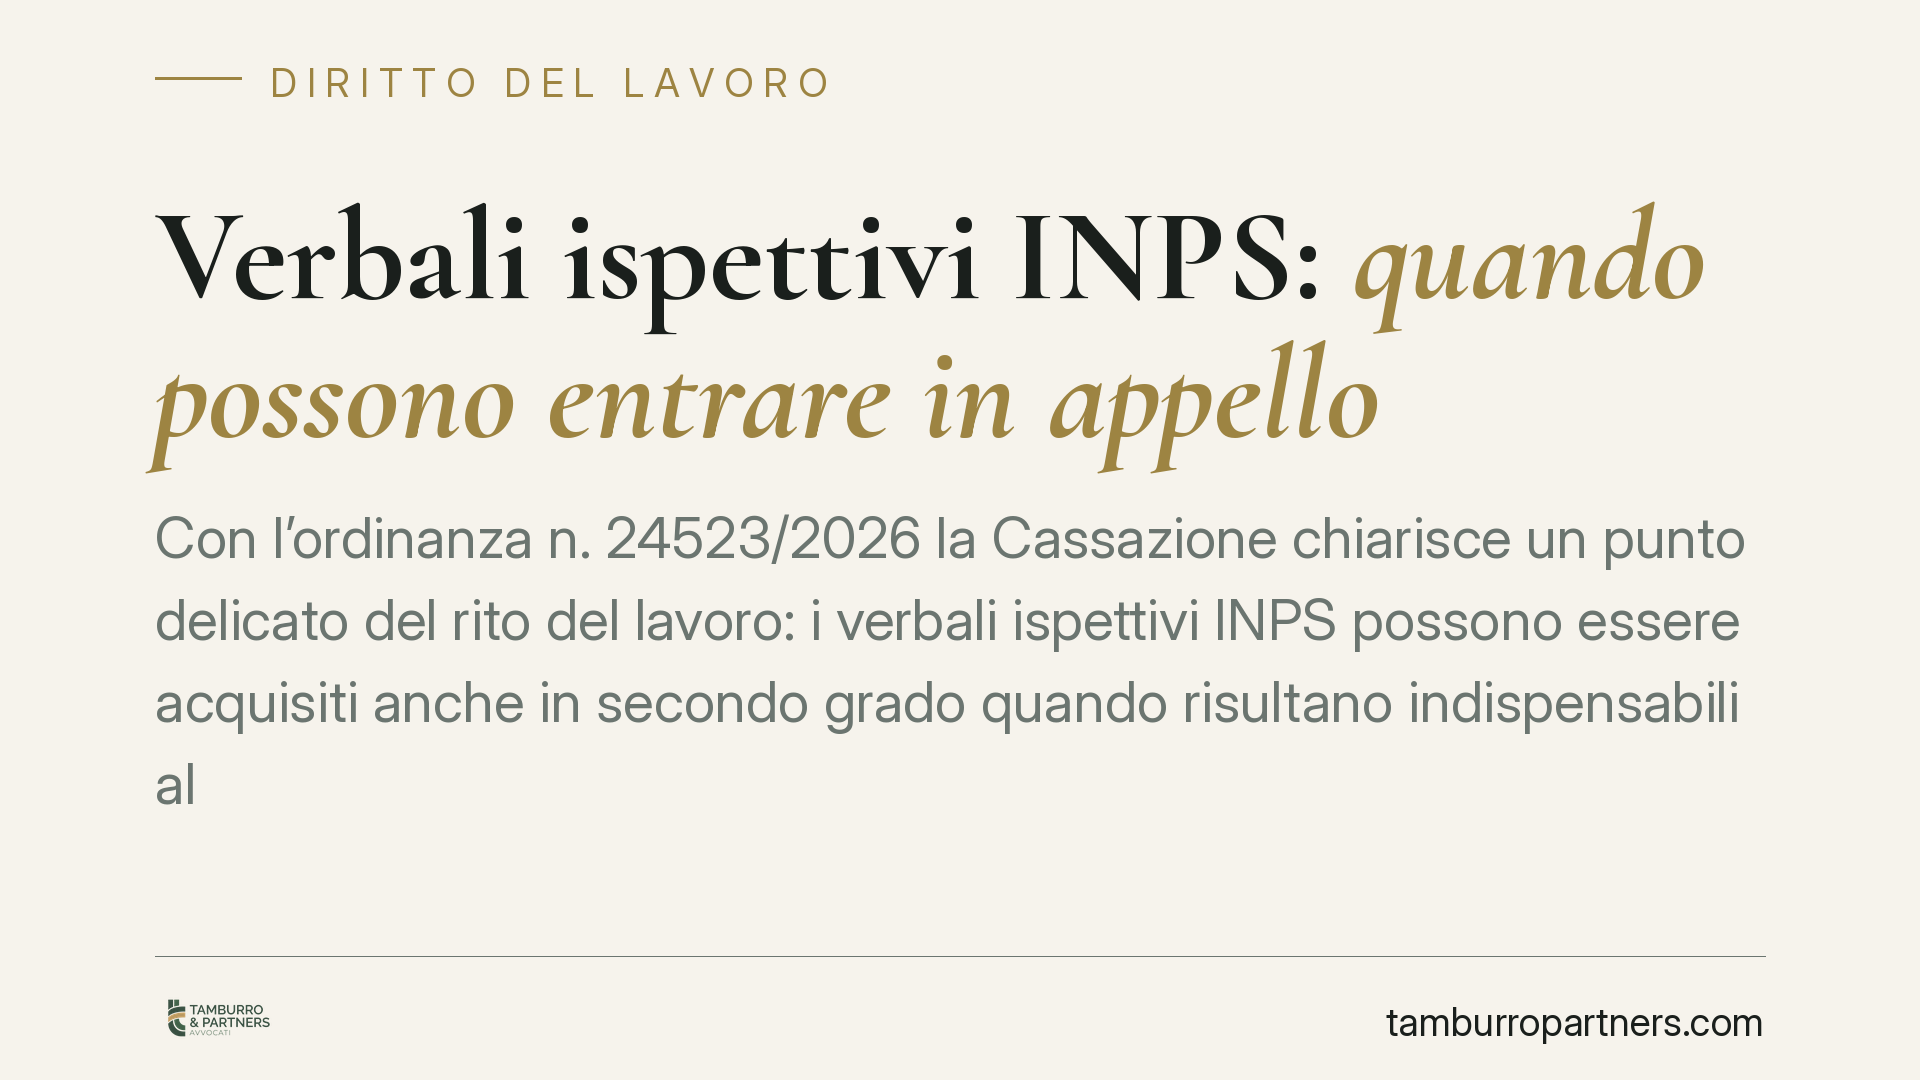 DIRITTO DEL LAVORO
Verbali ispettivi INPS: quando
possono entrare in appello
Con l’ordinanza n. 24523/2026 la Cassazione chiarisce un punto
delicato del rito del lavoro: i verbali ispettivi INPS possono essere
acquisiti anche in secondo grado quando risultano indispensabili
al
TAMBURRO
& PARTNERS
AVVOCATI
tamburropartners.com